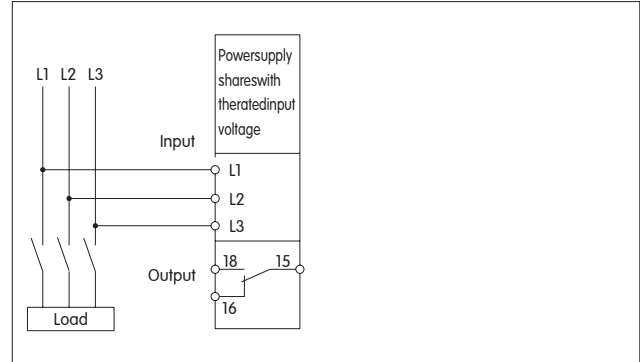 Powersupply
shareswith
theratedinput
voltage
L1 L2 L3
Input
L1
L2
L3
Output
18 15
16
Load